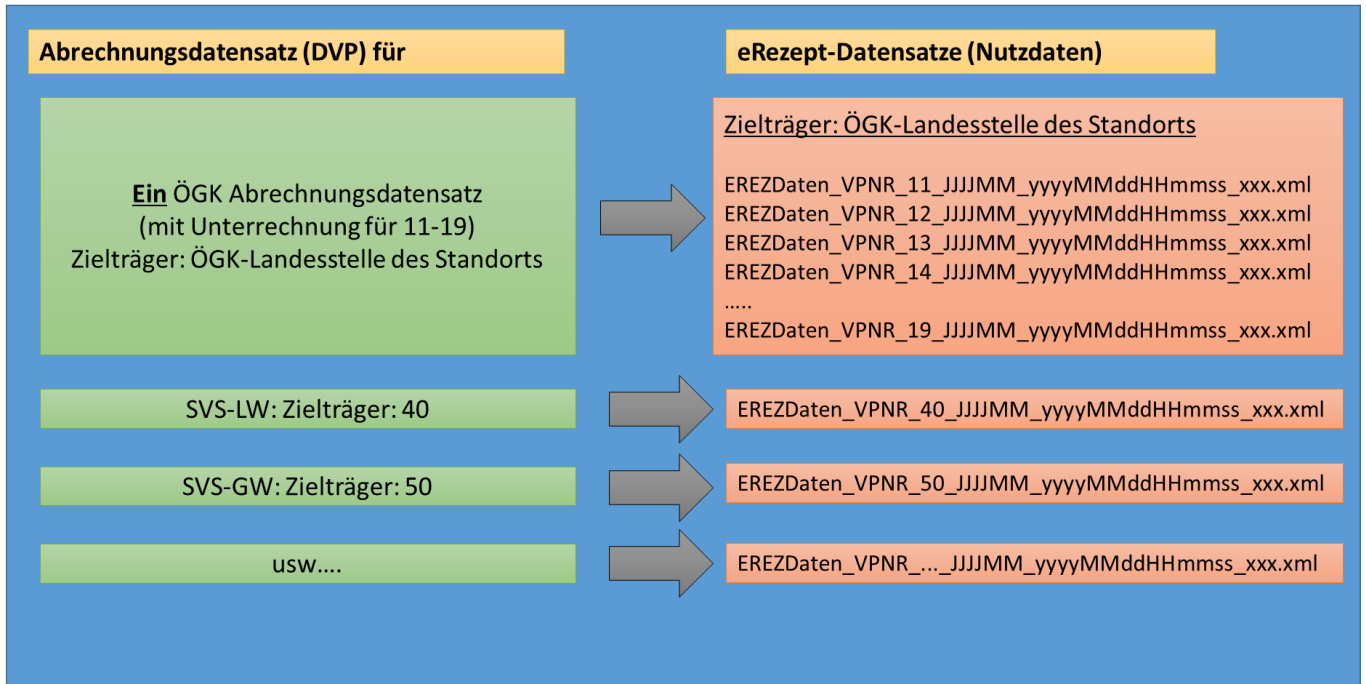 Abrechnungsdatensatz (DVP) für
eRezept-Datensatze (Nutzdaten)
Ein ÖGK Abrechnungsdatensatz
(mit Unterrechnung für 11-19)
Zielträger: ÖGK-Landesstelle des Standorts
Zielträger: ÖGK-Landesstelle des Standorts
EREZDaten_VPNR_11_JJJJMM_yyyyMMddHHmmss_xxx.xml
EREZDaten_VPNR_12_JJJJMM_yyyyMMddHHmmss_xxx.xml
EREZDaten_VPNR_13_JJJJMM_yyyyMMddHHmmss_xxx.xml
EREZDaten_VPNR_14_JJJJMM_yyyyMMddHHmmss_xxx.xml
.....
EREZDaten_VPNR_19_JJJJMM_yyyyMMddHHmmss_xxx.xml
SVS-LW: Zielträger: 40
EREZDaten_VPNR_40_JJJJMM_yyyyMMddHHmmss_xxx.xml
SVS-GW: Zielträger: 50
EREZDaten_VPNR_50_JJJJMM_yyyyMMddHHmmss_xxx.xml
usw....
EREZDaten_VPNR_..._JJJJMM_yyyyMMddHHmmss_xxx.xml